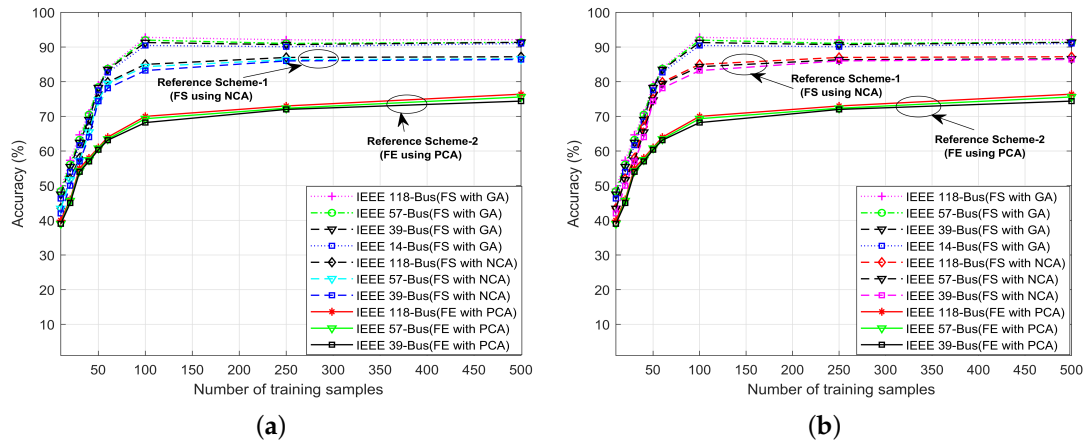 100
90
80
70
60
50
40
30
20
10
Accuracy (%)
50 100 150 200 250 300 350 400 450 500
Number of training samples
Reference Scheme-1
(FS using NCA)
Reference Scheme-2
(FE using PCA)
IEEE 118-Bus(FS with GA)
IEEE 57-Bus(FS with GA)
IEEE 39-Bus(FS with GA)
IEEE 14-Bus(FS with GA)
IEEE 118-Bus(FS with NCA)
IEEE 57-Bus(FS with NCA)
IEEE 39-Bus(FS with NCA)
IEEE 118-Bus(FE with PCA)
IEEE 57-Bus(FE with PCA)
IEEE 39-Bus(FE with PCA)
(a)
100
90
80
70
60
50
40
30
20
10
Accuracy (%)
50 100 150 200 250 300 350 400 450 500
Number of training samples
Reference Scheme-1
(FS using NCA)
Reference Scheme-2
(FE using PCA)
IEEE 118-Bus(FS with GA)
IEEE 57-Bus(FS with GA)
IEEE 39-Bus(FS with GA)
IEEE 14-Bus(FS with GA)
IEEE 118-Bus(FS with NCA)
IEEE 57-Bus(FS with NCA)
IEEE 39-Bus(FS with NCA)
IEEE 118-Bus(FE with PCA)
IEEE 57-Bus(FE with PCA)
IEEE 39-Bus(FE with PCA)
(b)